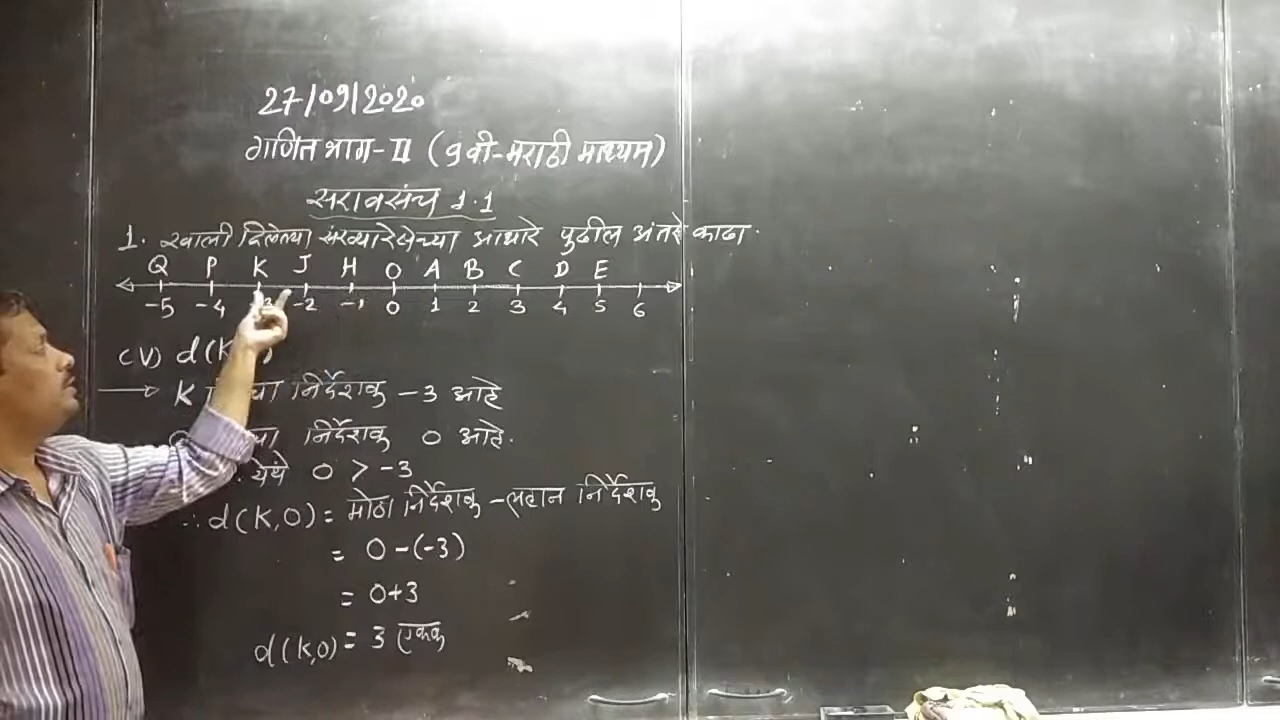 27/09/2020
गणित भाग-II (9 वी-मराठी माध्यम)
सरावसंच 1.1
1. खाली दिलेल्या संख्यारेषेच्या आधारे पुढील अंतरे काढा.
Q P K J H O A B C D E
-5 -4 -2 -1 0 1 2 3 4 5 6
(V) d(K
K निर्देशक -3 आहे
निर्देशक 0 आहे.
येथे 0 > -3
∴ d(K,O) = मोठा निर्देशक - लहान निर्देशक
= 0-(-3)
= 0+3
d(K,O) = 3 एकक